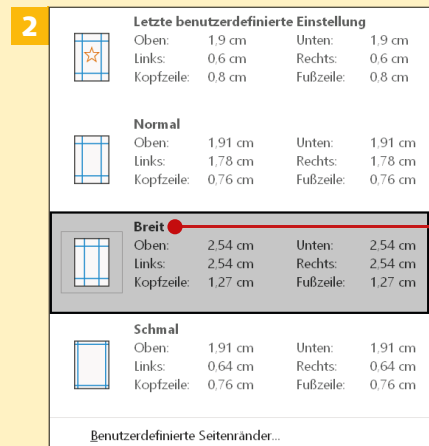 2
Letzte benutzerdefinierte Einstellung
Oben: 1,9 cm Unten: 1,9 cm
Links: 0,6 cm Rechts: 0,6 cm
Kopfzeile: 0,8 cm Fußzeile: 0,8 cm
Normal
Oben: 1,91 cm Unten: 1,91 cm
Links: 1,78 cm Rechts: 1,78 cm
Kopfzeile: 0,76 cm Fußzeile: 0,76 cm
Breit
Oben: 2,54 cm Unten: 2,54 cm
Links: 2,54 cm Rechts: 2,54 cm
Kopfzeile: 1,27 cm Fußzeile: 1,27 cm
Schmal
Oben: 1,91 cm Unten: 1,91 cm
Links: 0,64 cm Rechts: 0,64 cm
Kopfzeile: 0,76 cm Fußzeile: 0,76 cm
Benutzerdefinierte Seitenränder...